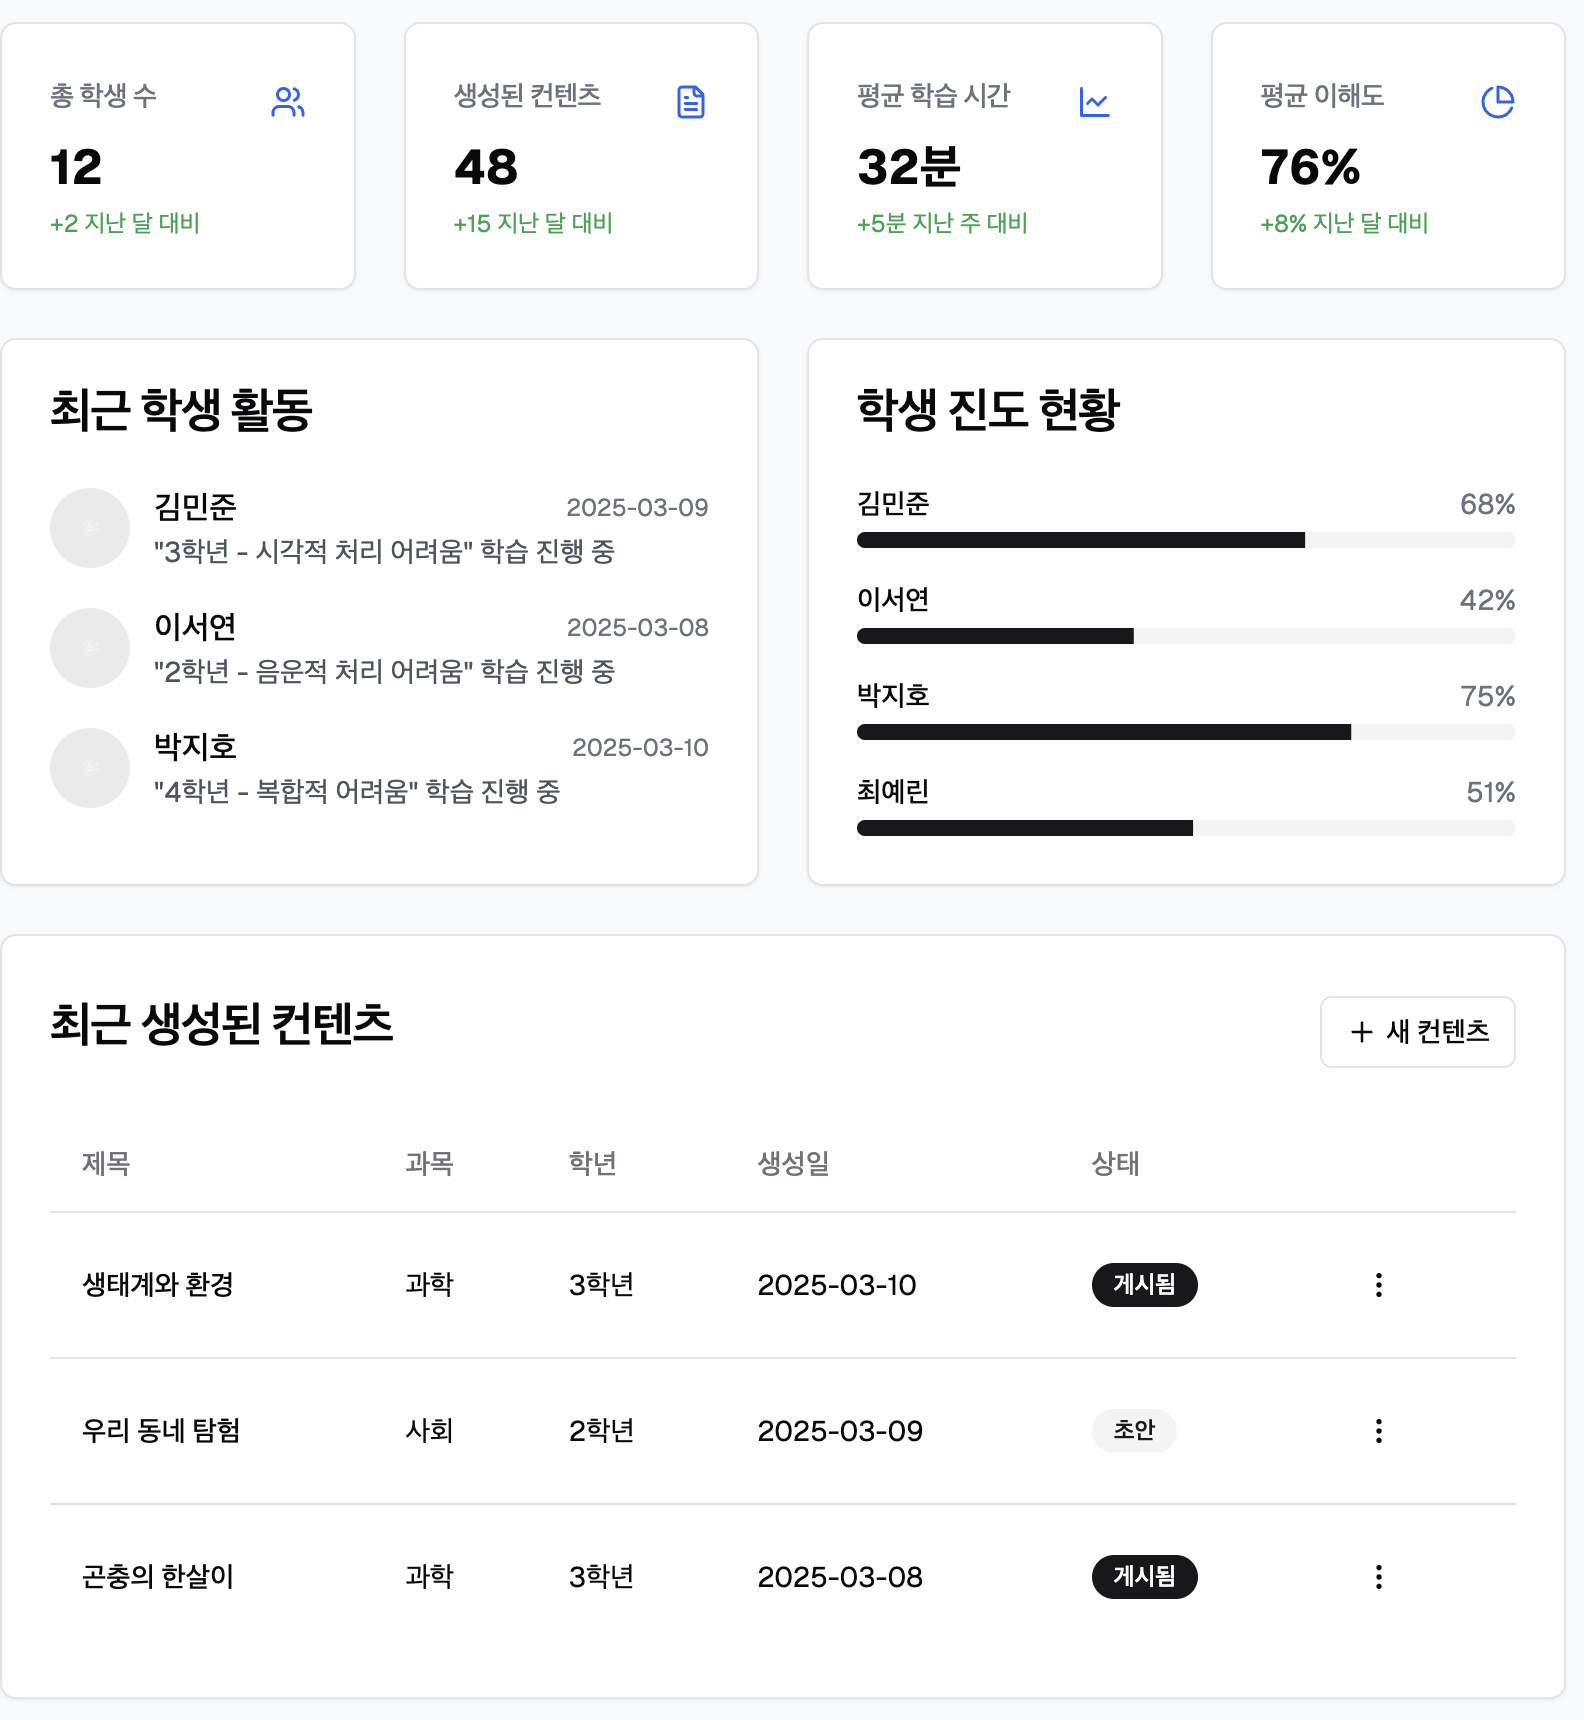 총 학생 수
12
+2 지난 달 대비
생성된 컨텐츠
48
+15 지난 달 대비
평균 학습 시간
32분
+5분 지난 주 대비
평균 이해도
76%
+8% 지난 달 대비
최근 학생 활동
김민준 2025-03-09
"3학년 - 시각적 처리 어려움" 학습 진행 중
이서연 2025-03-08
"2학년 - 음운적 처리 어려움" 학습 진행 중
박지호 2025-03-10
"4학년 - 복합적 어려움" 학습 진행 중
학생 진도 현황
김민준 68%
이서연 42%
박지호 75%
최예린 51%
최근 생성된 컨텐츠
+ 새 컨텐츠
제목 과목 학년 생성일 상태
생태계와 환경 과학 3학년 2025-03-10 게시됨
우리 동네 탐험 사회 2학년 2025-03-09 초안
곤충의 한살이 과학 3학년 2025-03-08 게시됨